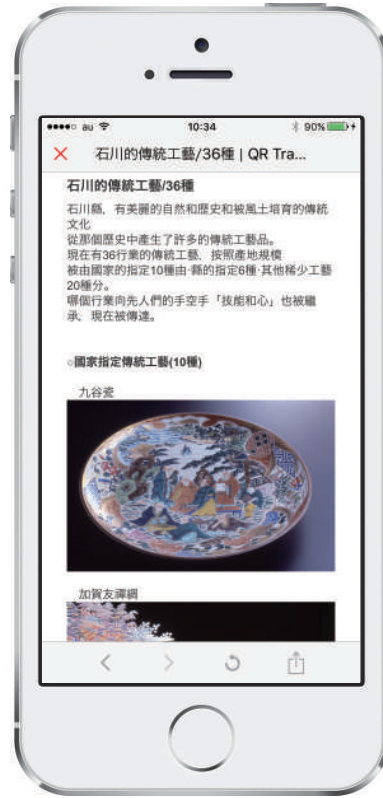 au 10:34 90%
石川的傳統工藝/36種 | QR Tra...
石川的傳統工藝/36種
石川縣，有美麗的自然和歷史和被風土培育的傳統
文化
從那個歷史中產生了許多的傳統工藝品。
現在有36行業的傳統工藝，按照產地規模
被由國家的指定10種由·縣的指定6種·其他稀少工藝
20種分。
哪個行業向先人們的手空手「技能和心」也被繼
承，現在被傳達。
○國家指定傳統工藝(10種)
九谷瓷
加賀友禪綢